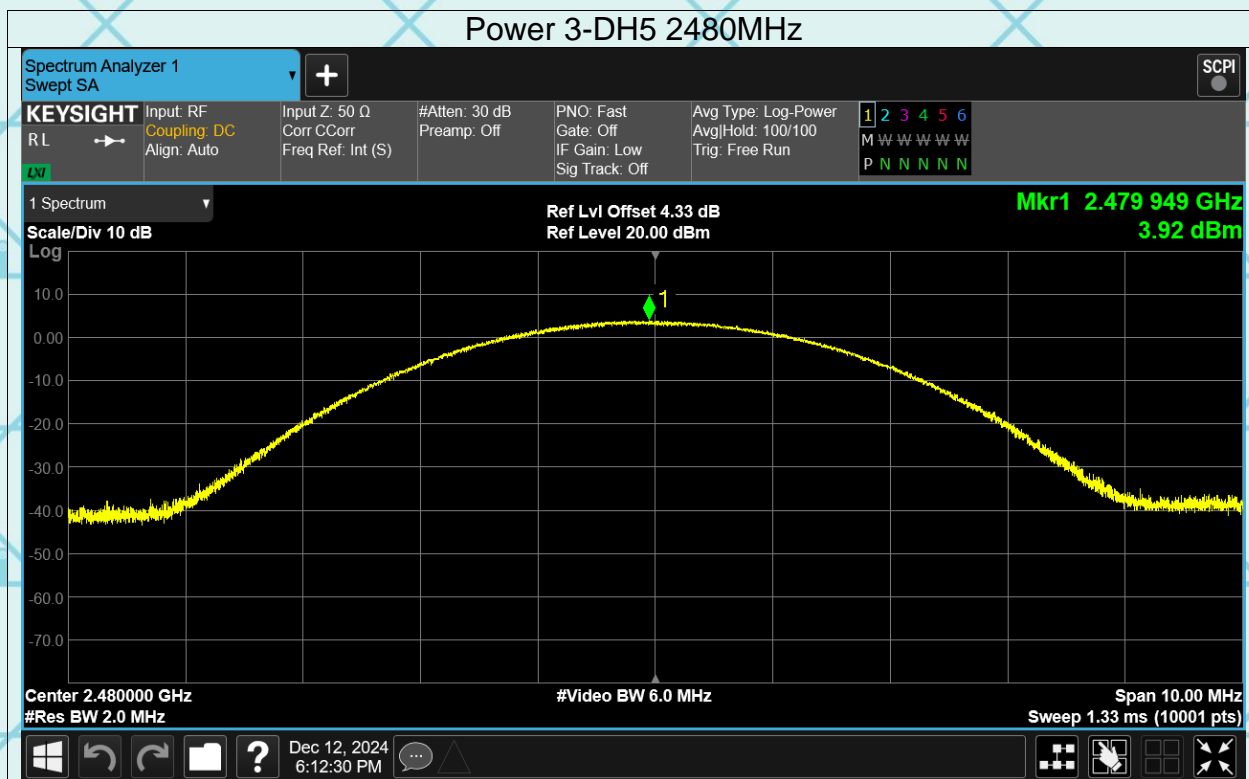 Power 3-DH5 2480MHz
Spectrum Analyzer 1
Swept SA
SCPI
KEYSIGHT
RL
LXI
Input: RF
Coupling: DC
Align: Auto
Input Z: 50 Ω
Corr CCorr
Freq Ref: Int (S)
#Atten: 30 dB
Preamp: Off
PNO: Fast
Gate: Off
IF Gain: Low
Sig Track: Off
Avg Type: Log-Power
Avg|Hold: 100/100
Trig: Free Run
1 2 3 4 5 6
M W W W W W
P N N N N N
1 Spectrum
Scale/Div 10 dB
Ref Lvl Offset 4.33 dB
Ref Level 20.00 dBm
Mkr1 2.479 949 GHz
3.92 dBm
Log
1
10.0
0.00
-10.0
-20.0
-30.0
-40.0
-50.0
-60.0
-70.0
Center 2.480000 GHz
#Res BW 2.0 MHz
#Video BW 6.0 MHz
Span 10.00 MHz
Sweep 1.33 ms (10001 pts)
?
Dec 12, 2024
6:12:30 PM